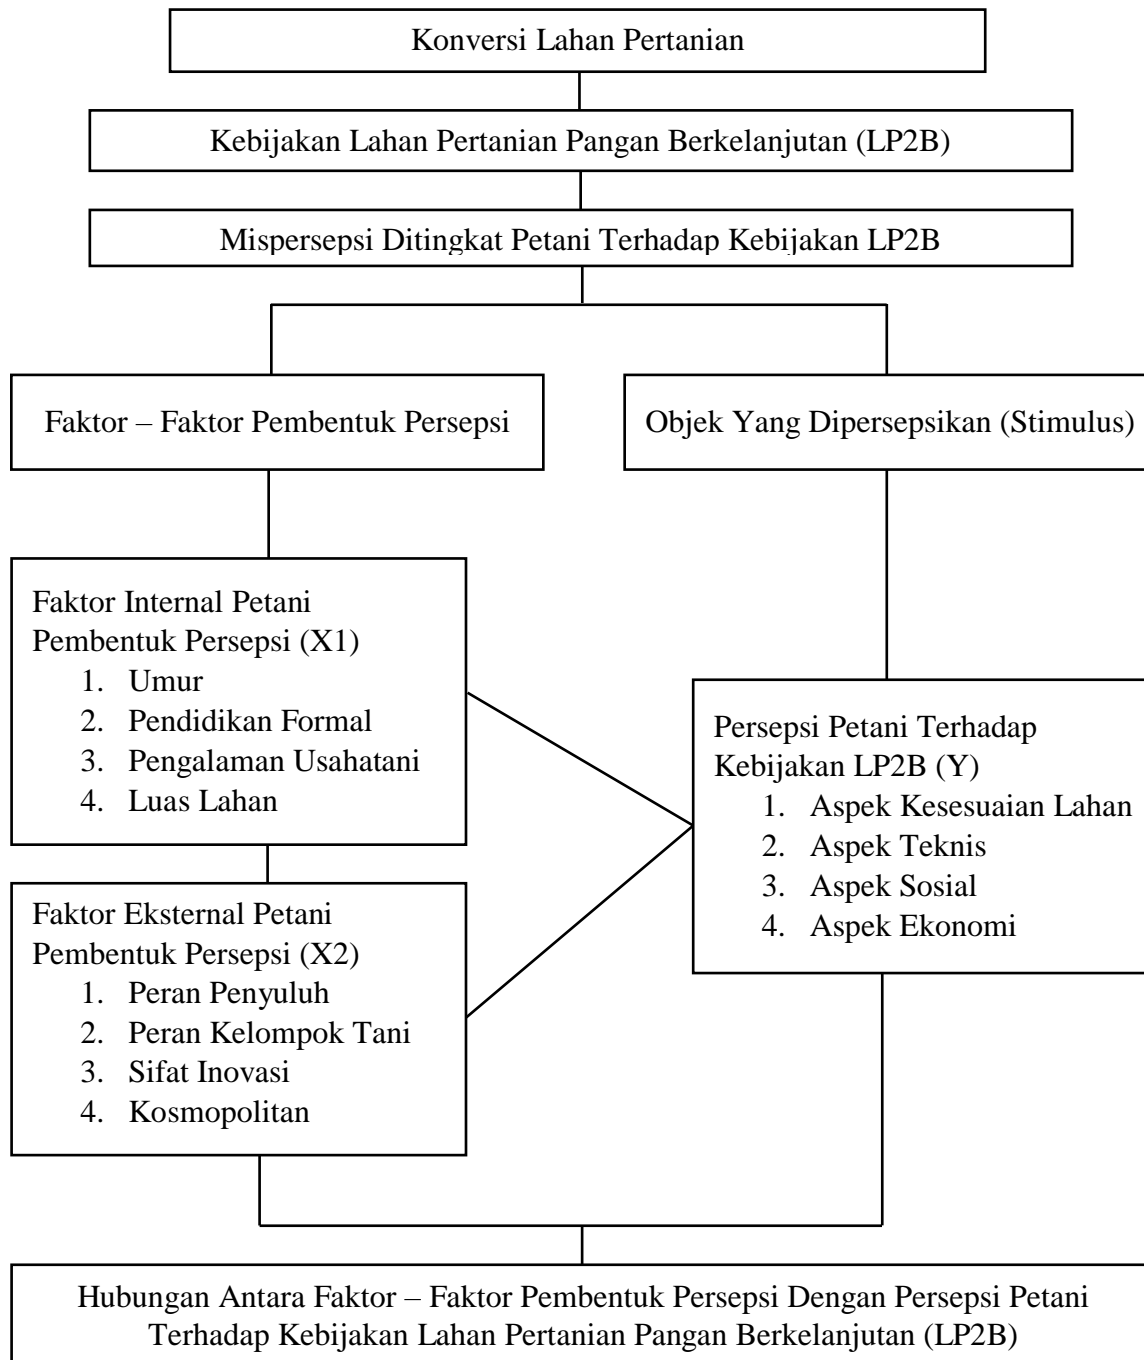 Konversi Lahan Pertanian
Kebijakan Lahan Pertanian Pangan Berkelanjutan (LP2B)
Mispersepsi Ditingkat Petani Terhadap Kebijakan LP2B
Faktor – Faktor Pembentuk Persepsi
Objek Yang Dipersepsikan (Stimulus)
Faktor Internal Petani
Pembentuk Persepsi (X1)
1. Umur
2. Pendidikan Formal
3. Pengalaman Usahatani
4. Luas Lahan
Faktor Eksternal Petani
Pembentuk Persepsi (X2)
1. Peran Penyuluh
2. Peran Kelompok Tani
3. Sifat Inovasi
4. Kosmopolitan
Persepsi Petani Terhadap
Kebijakan LP2B (Y)
1. Aspek Kesesuaian Lahan
2. Aspek Teknis
3. Aspek Sosial
4. Aspek Ekonomi
Hubungan Antara Faktor – Faktor Pembentuk Persepsi Dengan Persepsi Petani
Terhadap Kebijakan Lahan Pertanian Pangan Berkelanjutan (LP2B)